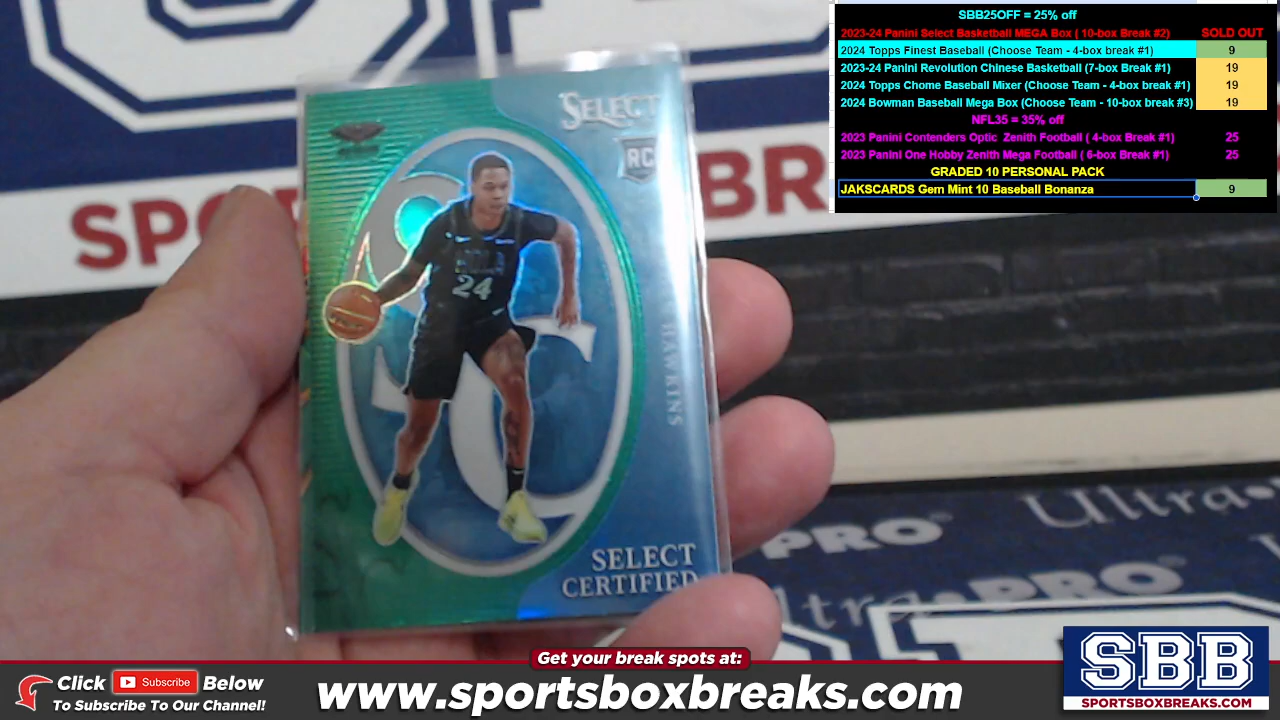 SBB25OFF = 25% off
2023-24 Panini Select Basketball MEGA Box ( 10-box Break #2) SOLD OUT
2024 Topps Finest Baseball (Choose Team - 4-box break #1) 9
2023-24 Panini Revolution Chinese Basketball (7-box Break #1) 19
2024 Topps Chome Baseball Mixer (Choose Team - 4-box break #1) 19
2024 Bowman Baseball Mega Box (Choose Team - 10-box break #3) 19
NFL35 = 35% off
2023 Panini Contenders Optic Zenith Football ( 4-box Break #1) 25
2023 Panini One Hobby Zenith Mega Football ( 6-box Break #1) 25
GRADED 10 PERSONAL PACK
JAKSCARDS Gem Mint 10 Baseball Bonanza 9
SELECT
RC
24
HAWKINS
SELECT
CERTIFIED
Ultra
PRO
Ultra
PRO
Get your break spots at:
Click Subscribe Below
To Subscribe To Our Channel!
www.sportsboxbreaks.com
SBB
SPORTSBOXBREAKS.COM